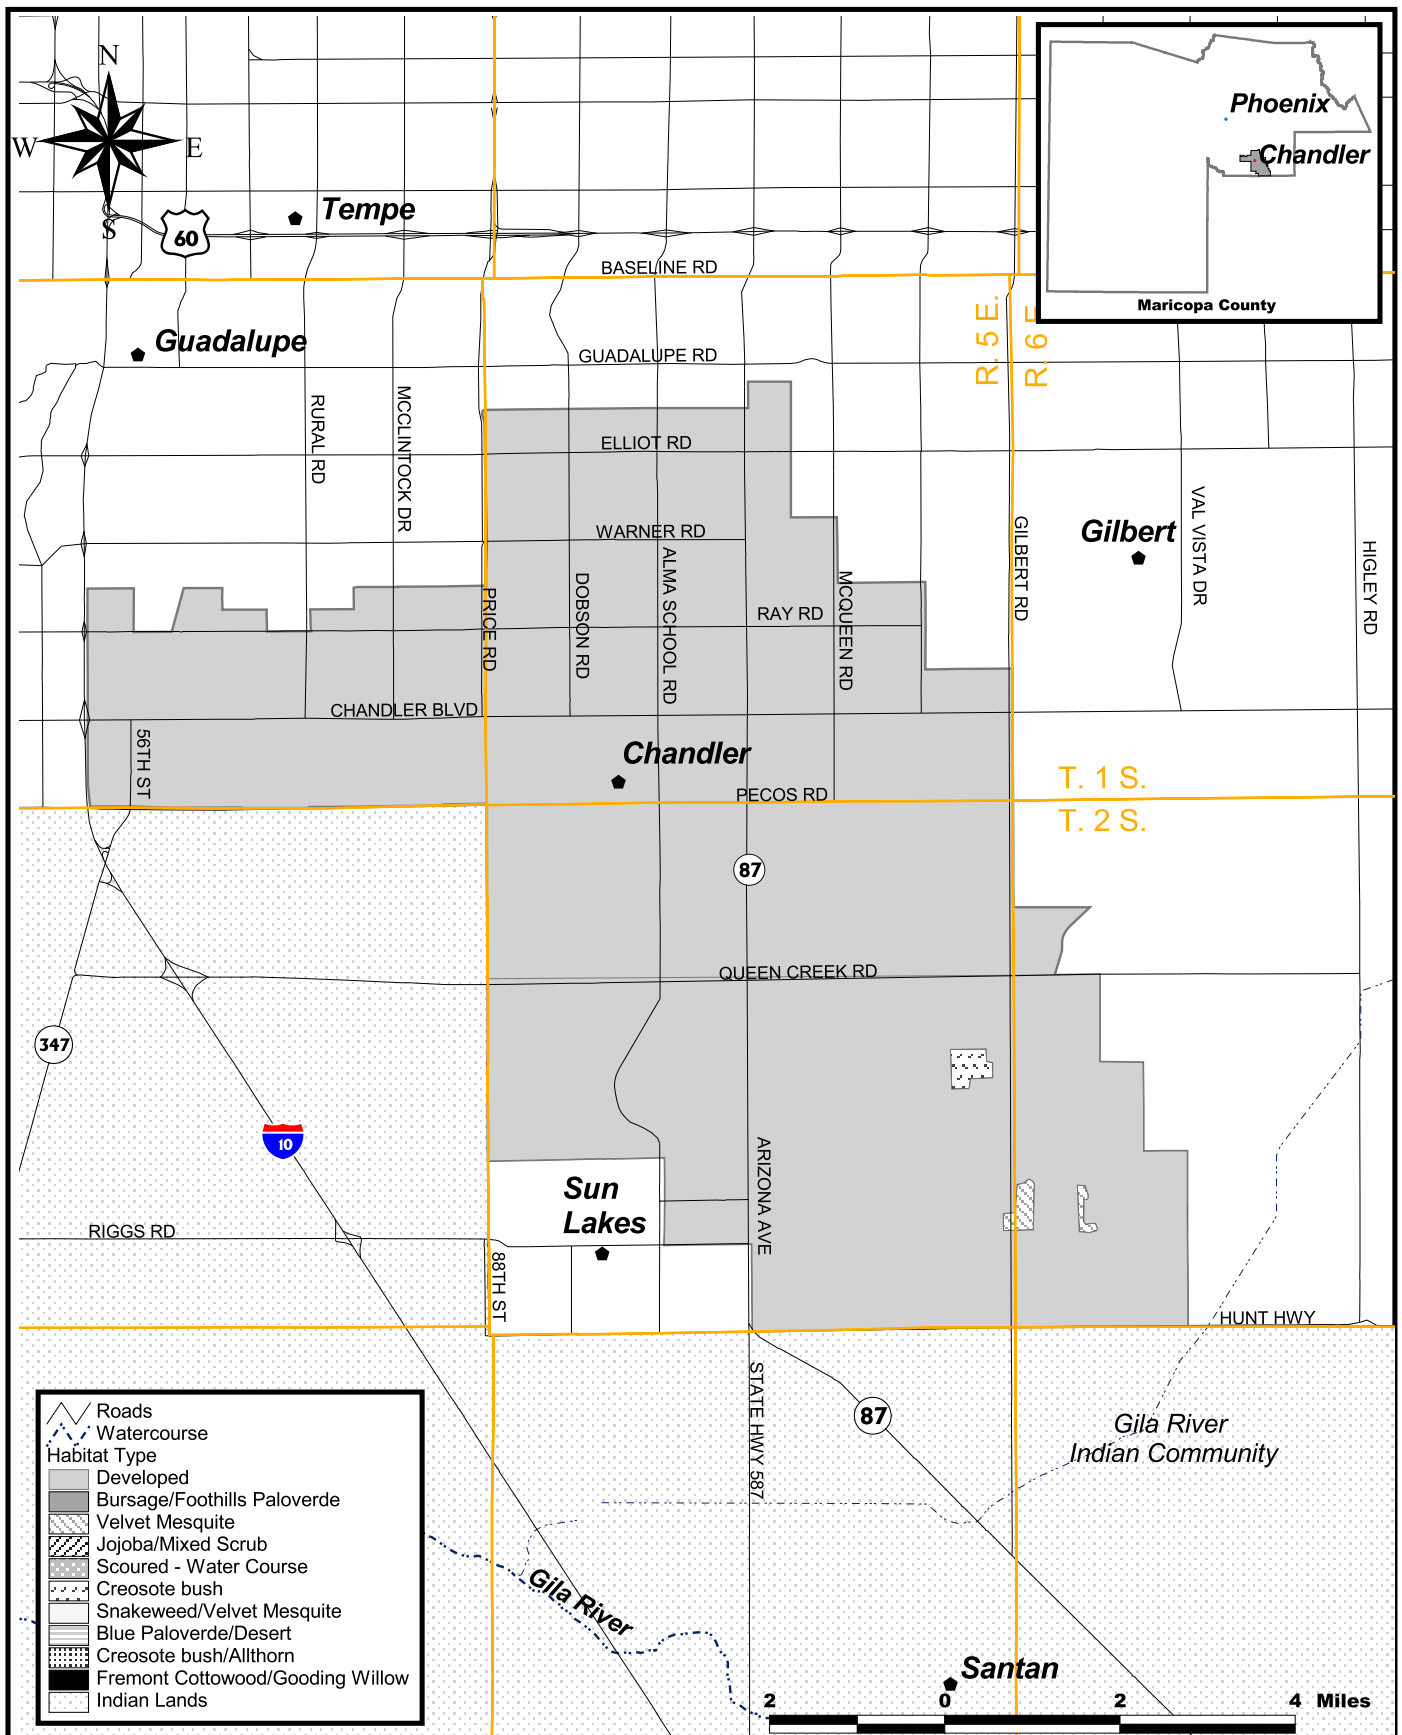 N
W
E
S
Phoenix
Chandler
Maricopa County
Tempe
60
BASELINE RD
Guadalupe
GUADALUPE RD
R. 5 E.
R. 6 E
RURAL RD
MCCLINTOCK DR
ELLIOT RD
WARNER RD
PRICE RD
DOBSON RD
ALMA SCHOOL RD
RAY RD
MCQUEEN RD
GILBERT RD
Gilbert
VAL VISTA DR
HIGLEY RD
CHANDLER BLVD
56TH ST
Chandler
PECOS RD
T. 1 S.
T. 2 S.
87
QUEEN CREEK RD
347
10
ARIZONA AVE
Sun
Lakes
RIGGS RD
88TH ST
HUNT HWY
STATE HWY 587
87
Gila River
Indian Community
Roads
Watercourse
Habitat Type
Developed
Bursage/Foothills Paloverde
Velvet Mesquite
Jojoba/Mixed Scrub
Scoured - Water Course
Creosote bush
Snakeweed/Velvet Mesquite
Blue Paloverde/Desert
Creosote bush/Allthorn
Fremont Cottowood/Gooding Willow
Indian Lands
Gila River
Santan
2 0 2 4 Miles